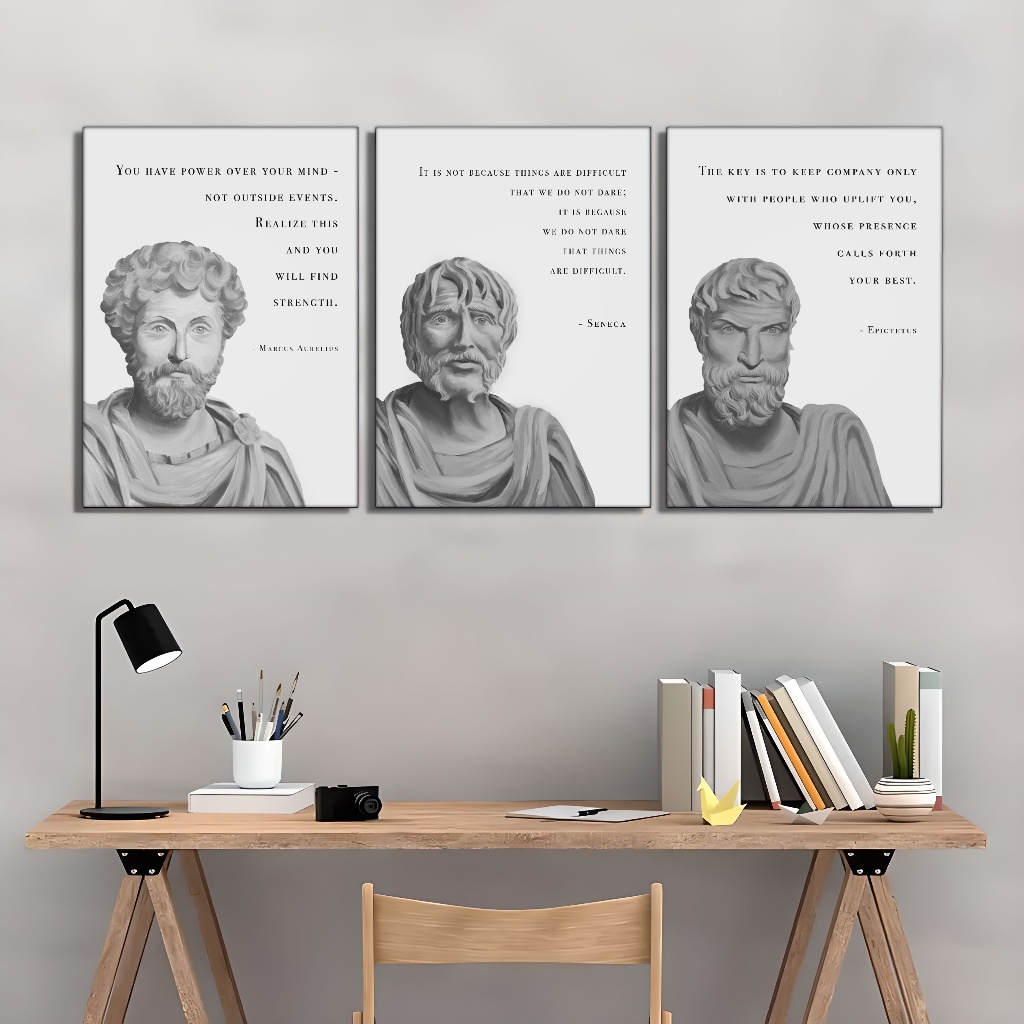 You have power over your mind -
not outside events.
Realize this
and you
will find
strength.
- Marcus Aurelius
It is not because things are difficult
that we do not dare;
it is because
we do not dare
that things
are difficult.
- Seneca
The key is to keep company only
with people who uplift you,
whose presence
calls forth
your best.
- Epictetus